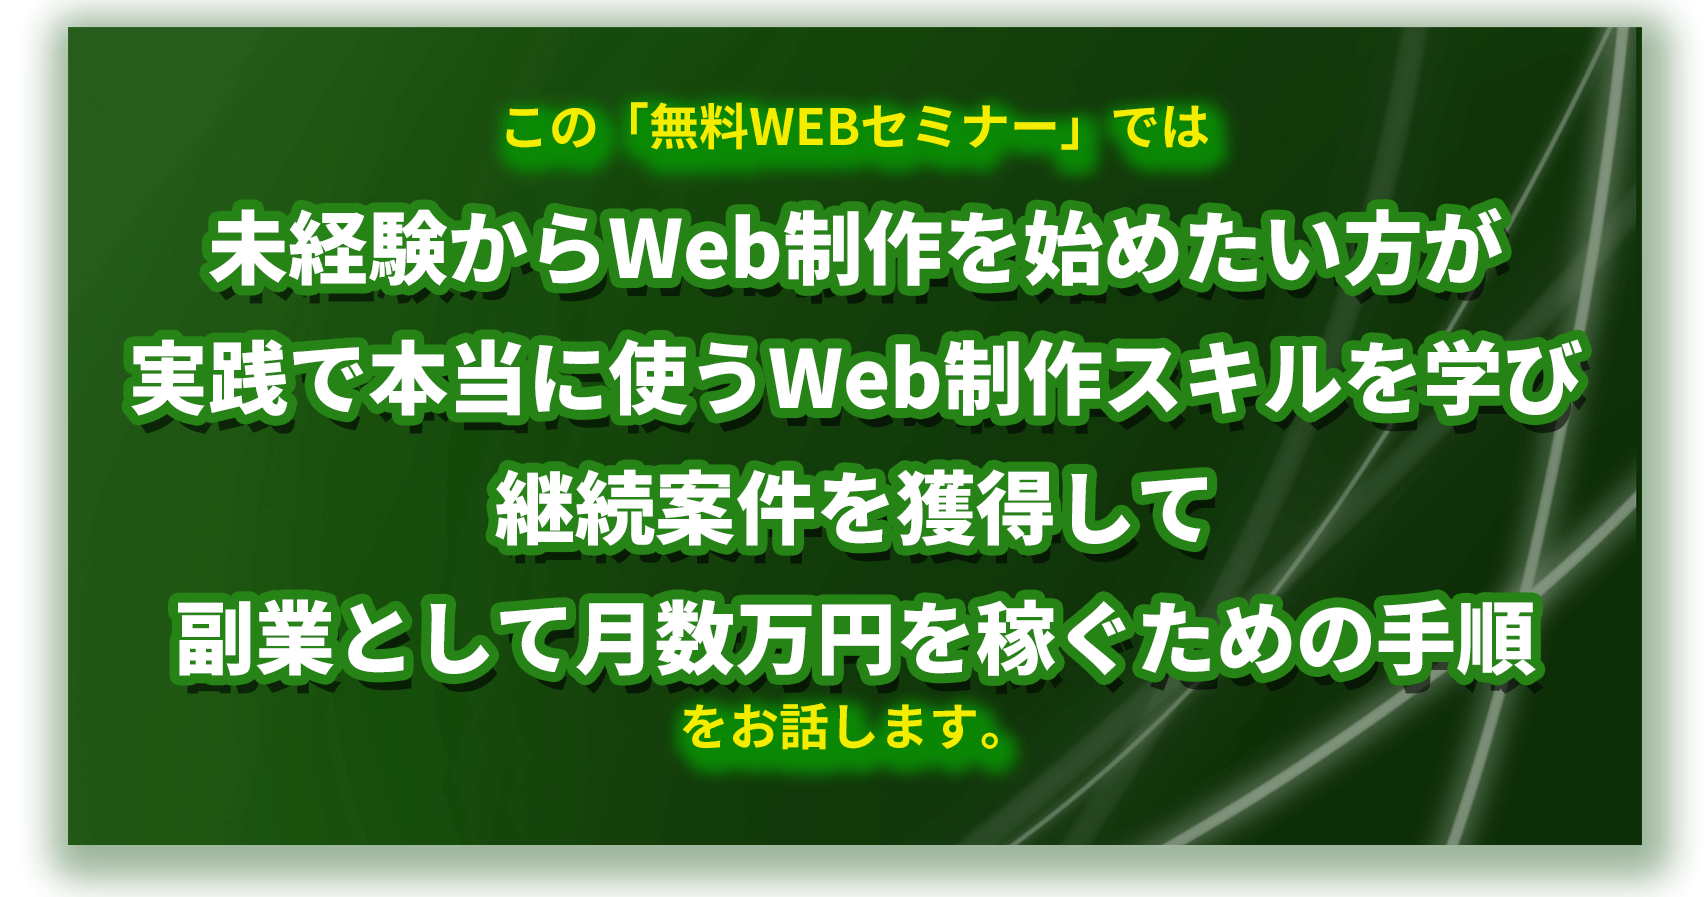 この「無料WEBセミナー」では
未経験からWeb制作を始めたい方が
実践で本当に使うWeb制作スキルを学び
継続案件を獲得して
副業として月数万円を稼ぐための手順
をお話します。